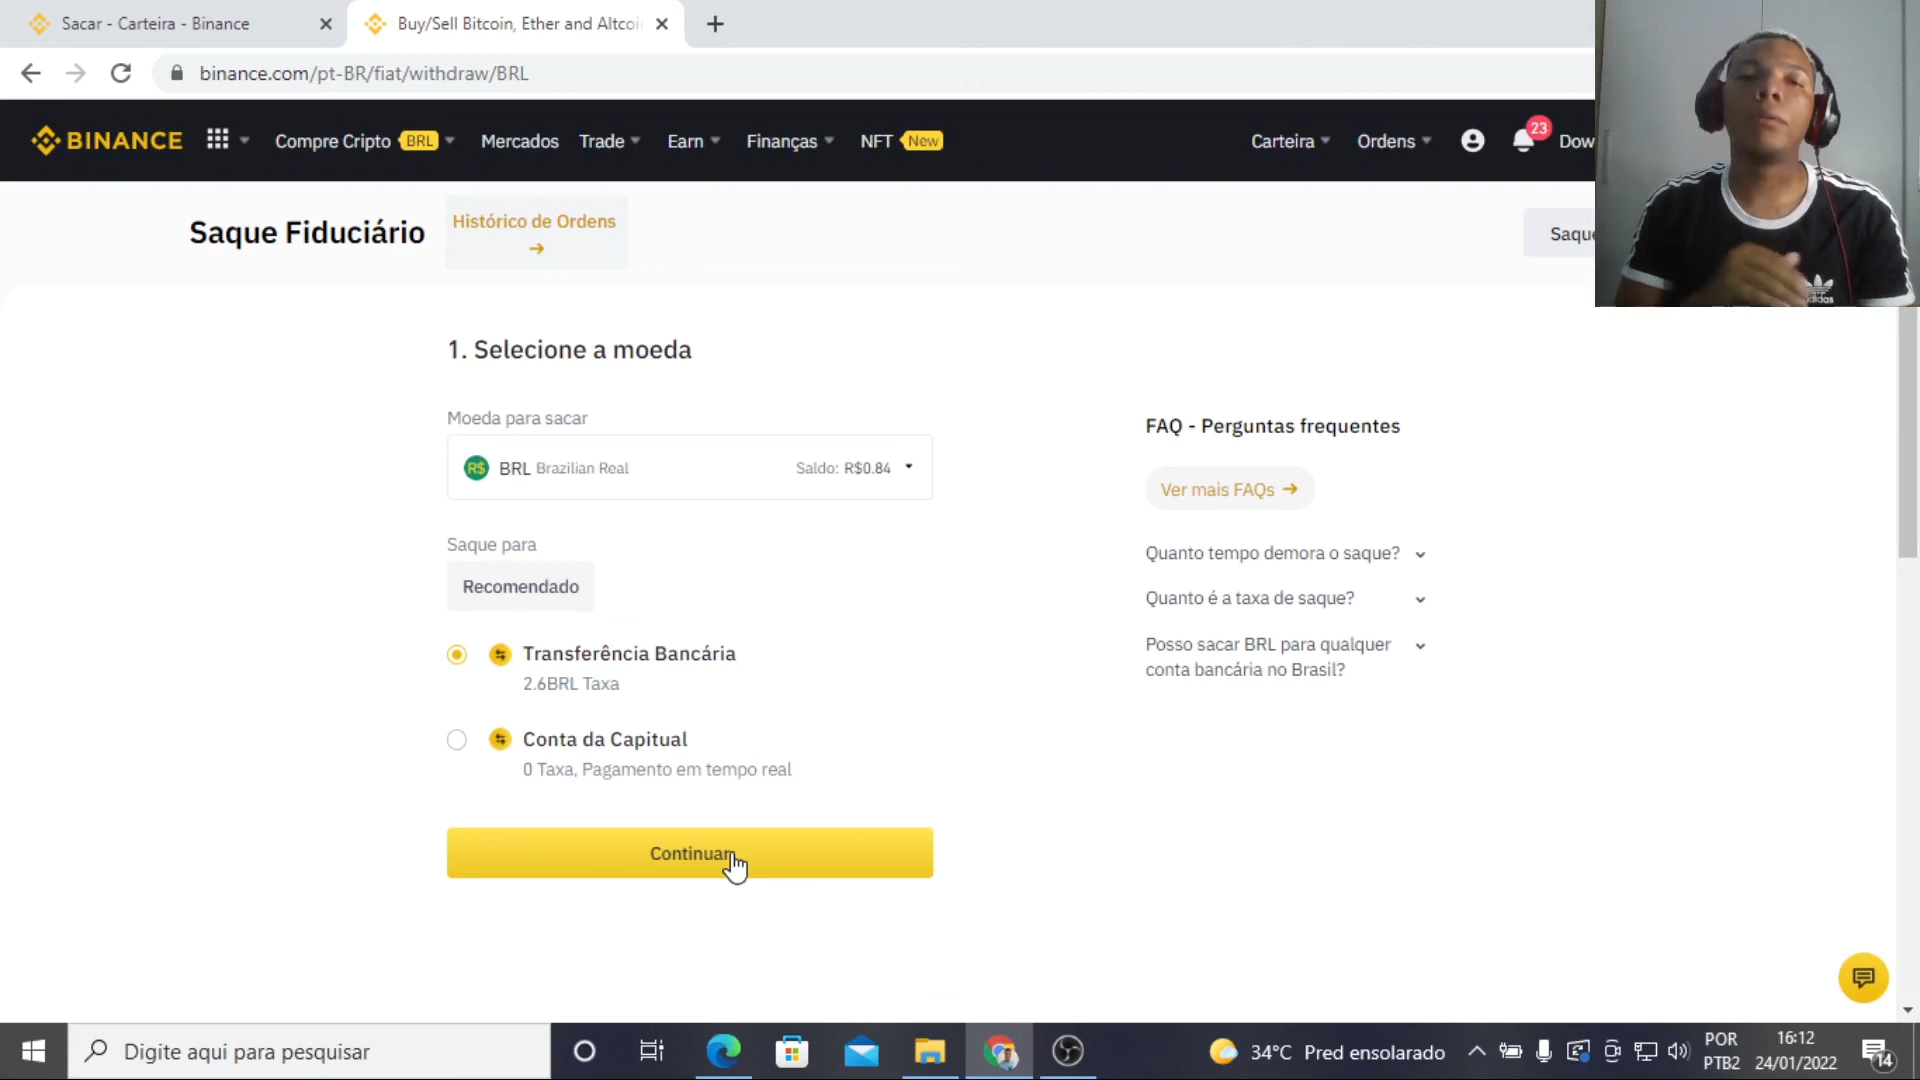 Sacar - Carteira - Binance
Buy/Sell Bitcoin, Ether and Altcoi
binance.com/pt-BR/fiat/withdraw/BRL
BINANCE
Compre Cripto BRL
Mercados
Trade
Earn
Finanças
NFT New
Carteira
Ordens
23
Dow
Saque Fiduciário
Histórico de Ordens
→
Saque
adidas
1. Selecione a moeda
Moeda para sacar
R$ BRL Brazilian Real
Saldo: R$0.84
Saque para
Recomendado
Transferência Bancária
2.6BRL Taxa
Conta da Capitual
0 Taxa, Pagamento em tempo real
Continuar
FAQ - Perguntas frequentes
Ver mais FAQs →
Quanto tempo demora o saque?
Quanto é a taxa de saque?
Posso sacar BRL para qualquer
conta bancária no Brasil?
Digite aqui para pesquisar
34°C Pred ensolarado
POR
PTB2
16:12
24/01/2022
14